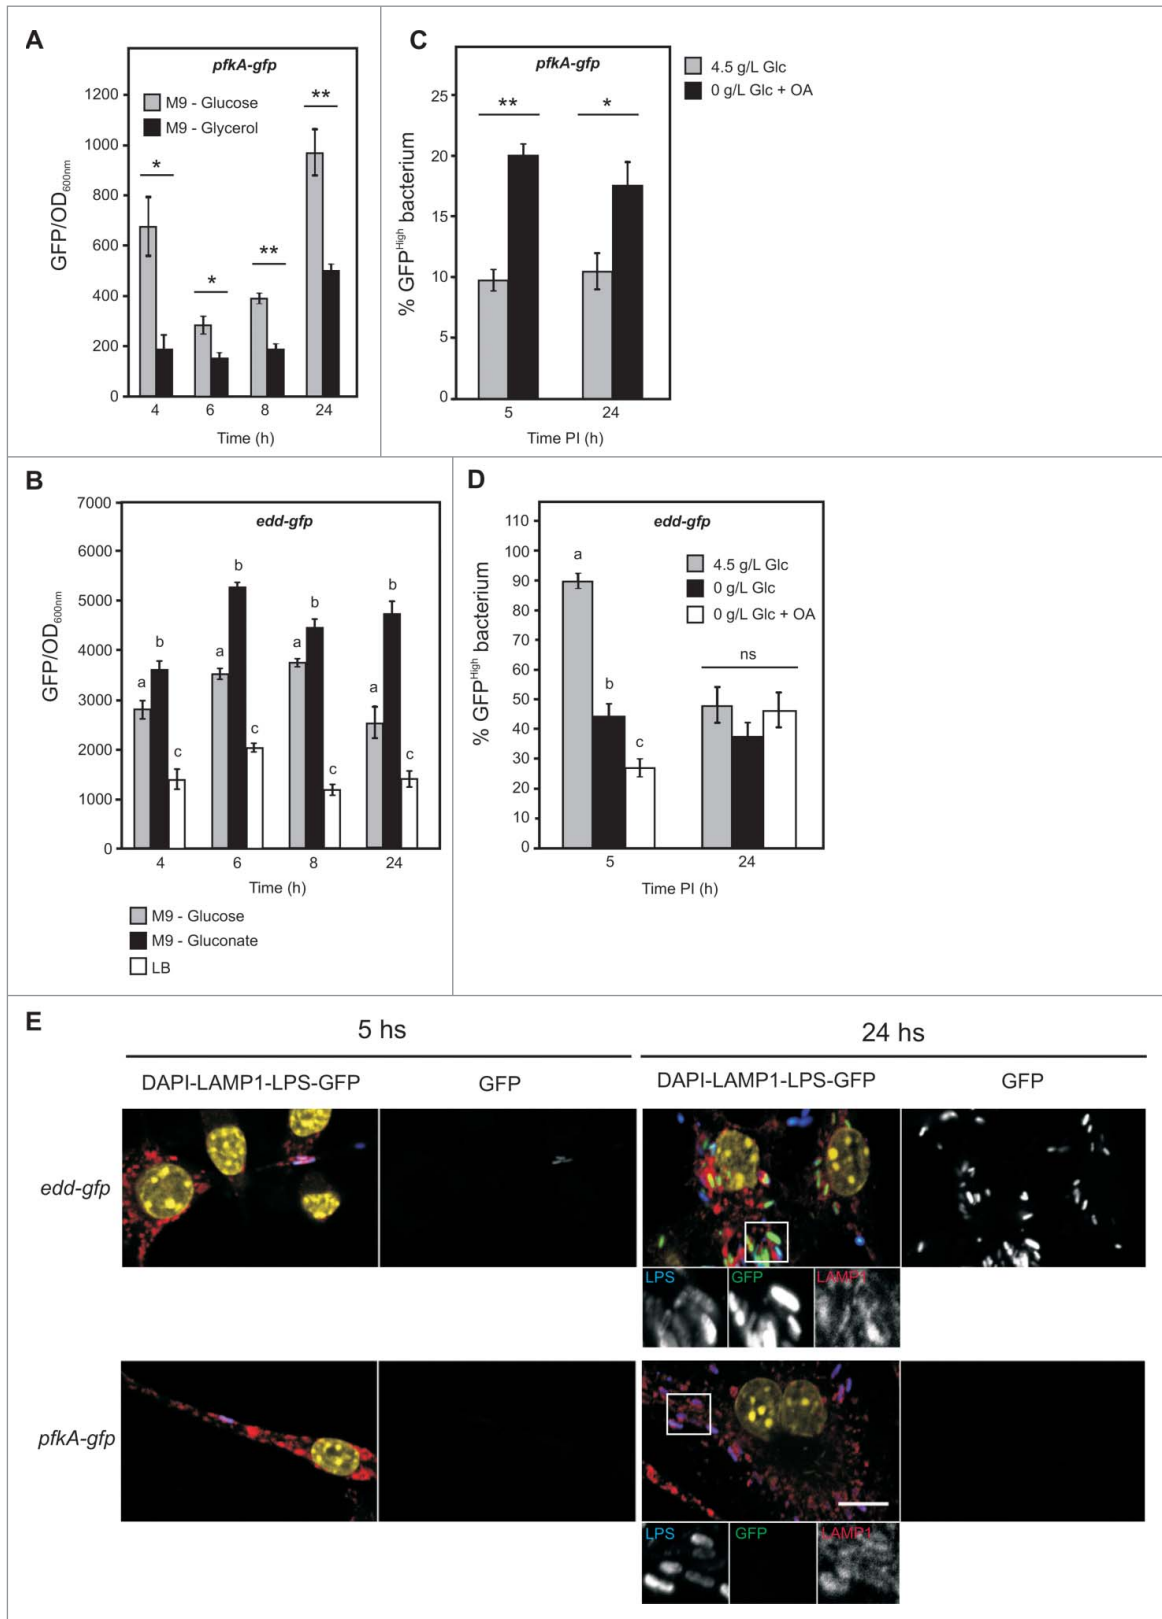 A
pfkA-gfp
M9 - Glucose
M9 - Glycerol
GFP/OD600nm
1200
1000
800
600
400
200
0
* * ** **
4 6 8 24
Time (h)
C
pfkA-gfp
4.5 g/L Glc
0 g/L Glc + OA
% GFPHigh bacterium
25
20
15
10
5
0
** *
5 24
Time PI (h)
B
edd-gfp
GFP/OD600nm
7000
6000
5000
4000
3000
2000
1000
0
a b c a b c a b c a b c
4 6 8 24
Time (h)
M9 - Glucose
M9 - Gluconate
LB
D
edd-gfp
4.5 g/L Glc
0 g/L Glc
0 g/L Glc + OA
% GFPHigh bacterium
110
100
90
80
70
60
50
40
30
20
10
0
a b c ns
5 24
Time PI (h)
E
5 hs 24 hs
DAPI-LAMP1-LPS-GFP GFP DAPI-LAMP1-LPS-GFP GFP
edd-gfp
LPS GFP LAMP1
pfkA-gfp
LPS GFP LAMP1